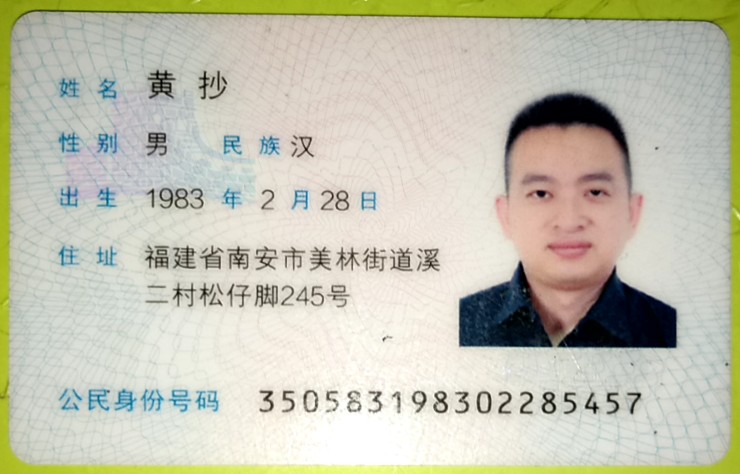 姓名 黄抄
性别 男 民族 汉
出生 1983 年 2 月 28 日
住址 福建省南安市美林街道溪
二村松仔脚245号
公民身份号码 350583198302285457